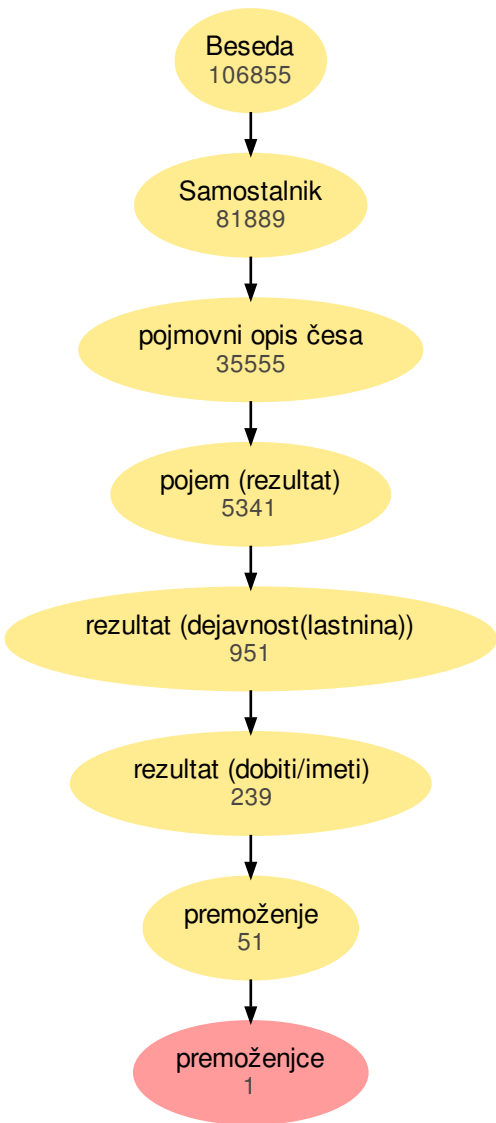 Beseda
106855
Samostalnik
81889
pojmovni opis česa
35555
pojem (rezultat)
5341
rezultat (dejavnost(lastnina))
951
rezultat (dobiti/imeti)
239
premoženje
51
premoženjce
1